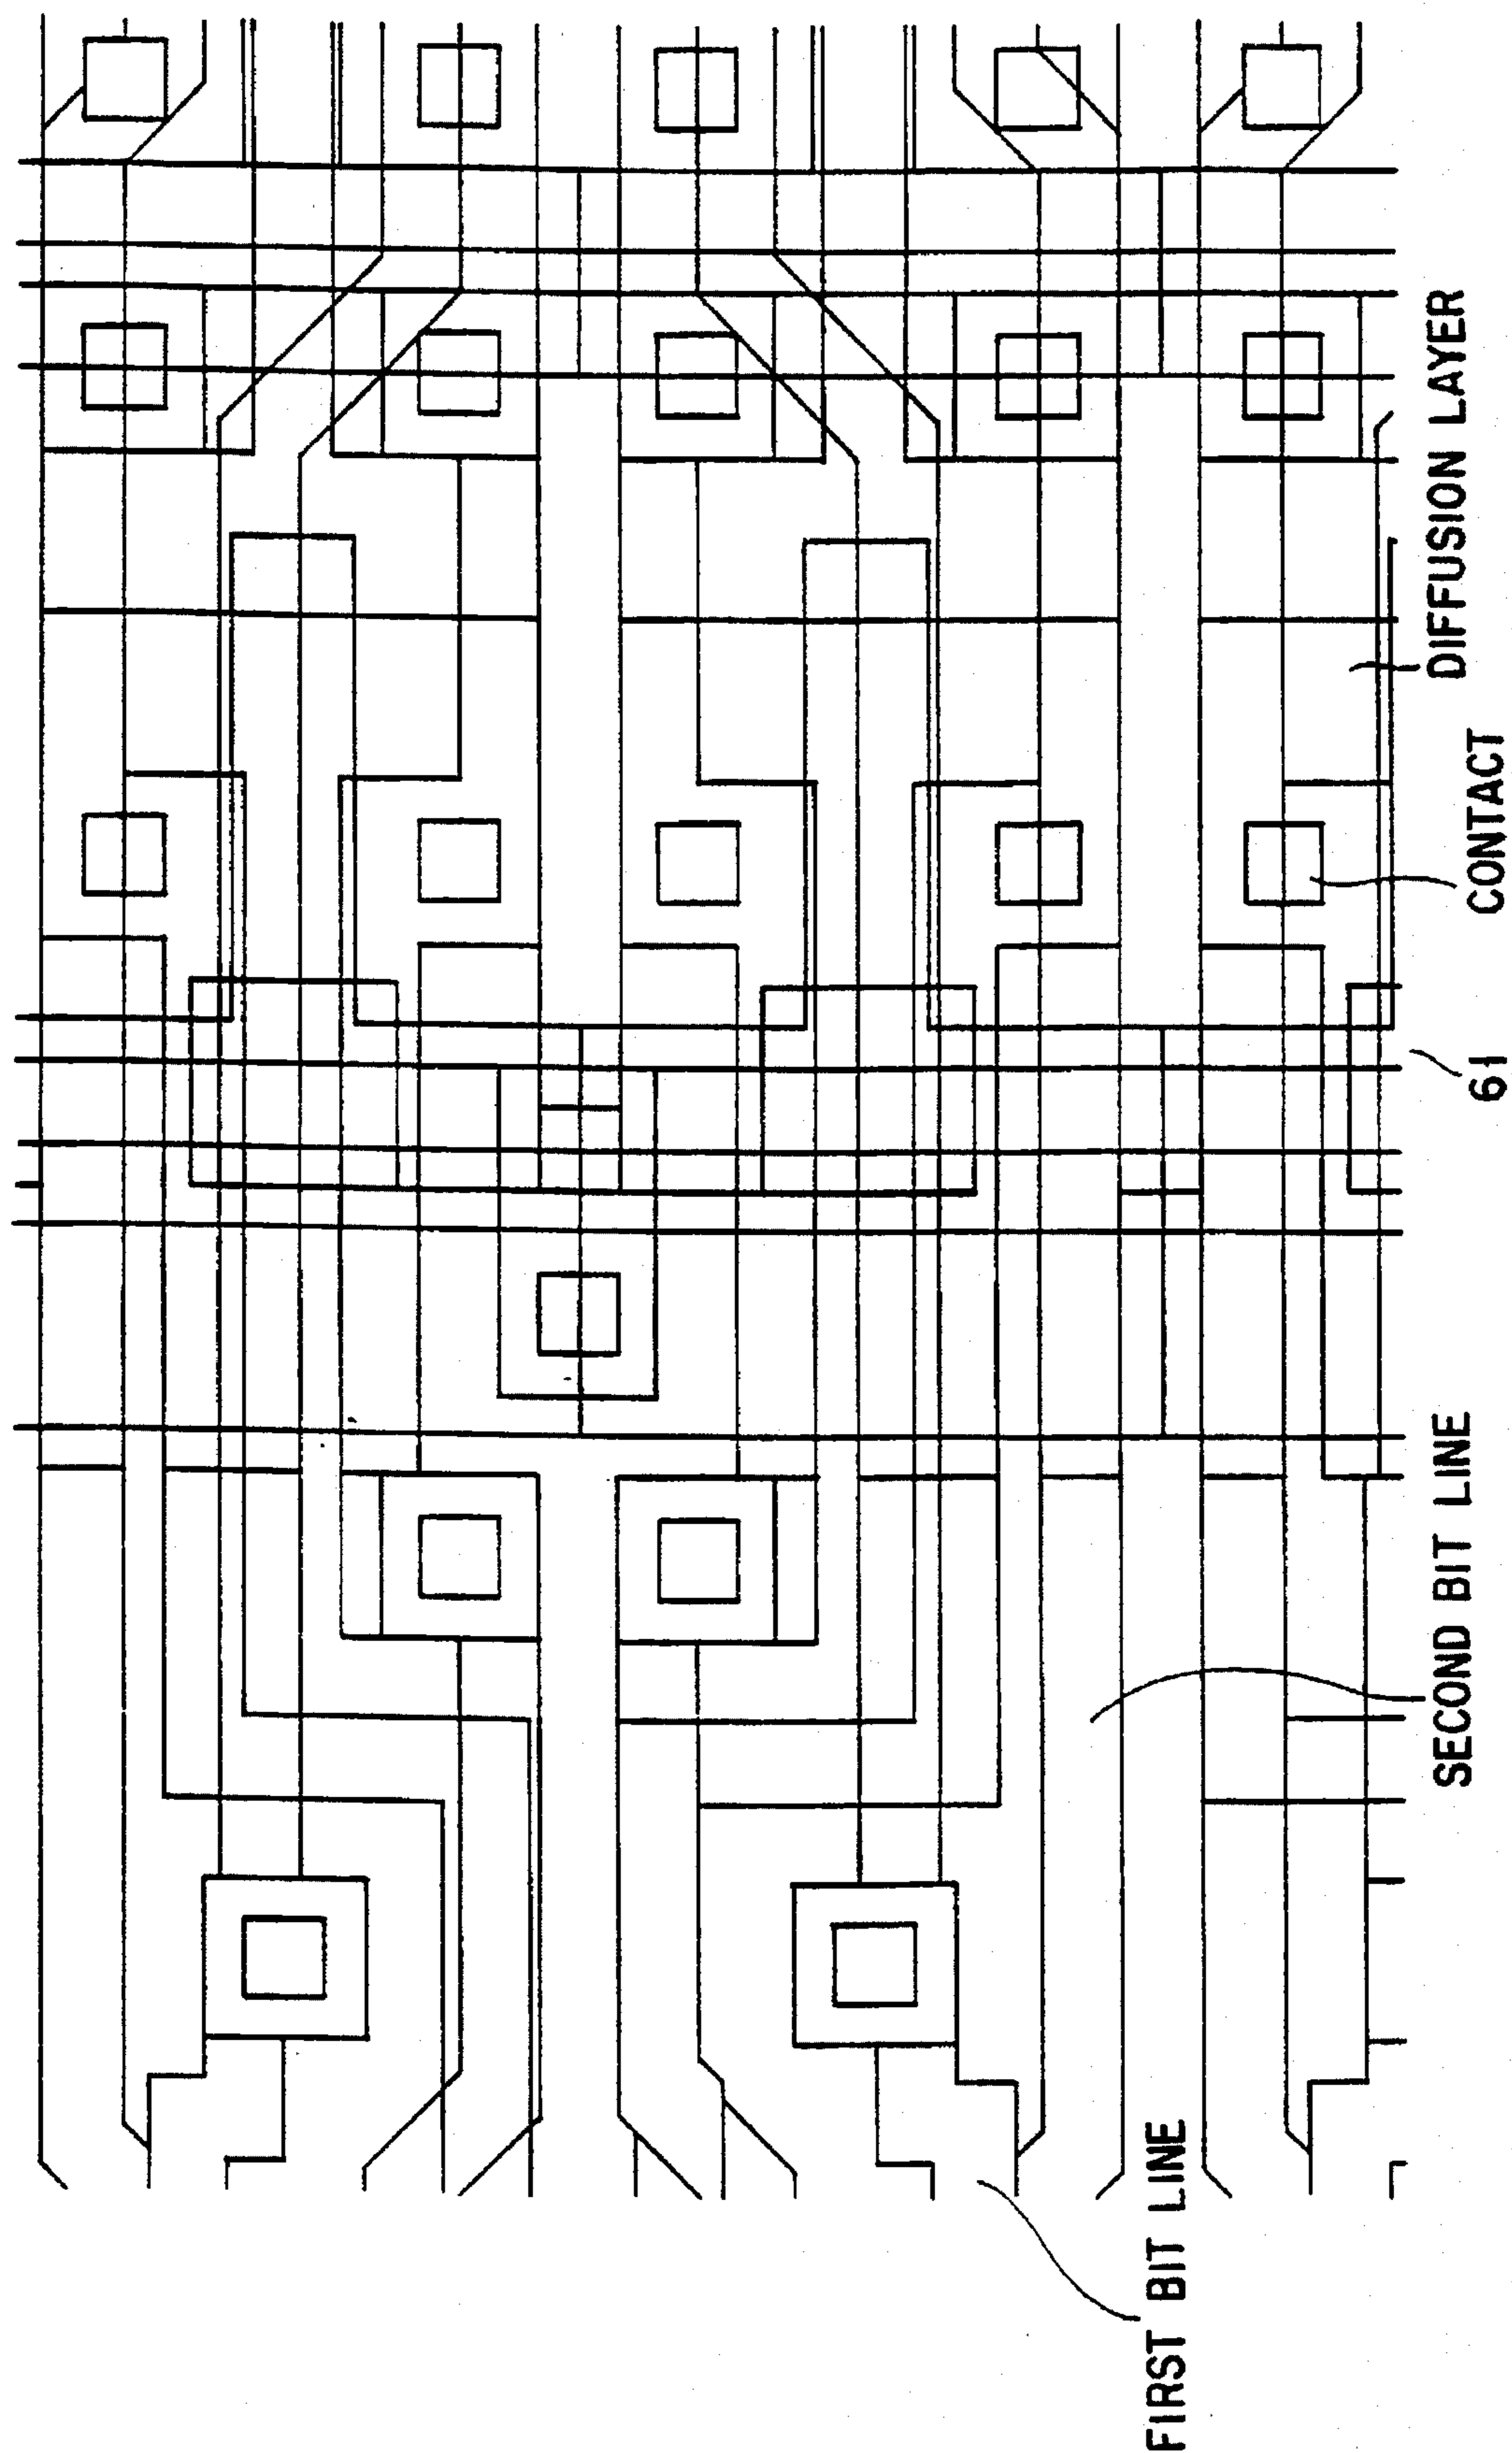 FIRST BIT LINE
SECOND BIT LINE
61
CONTACT
DIFFUSION LAYER